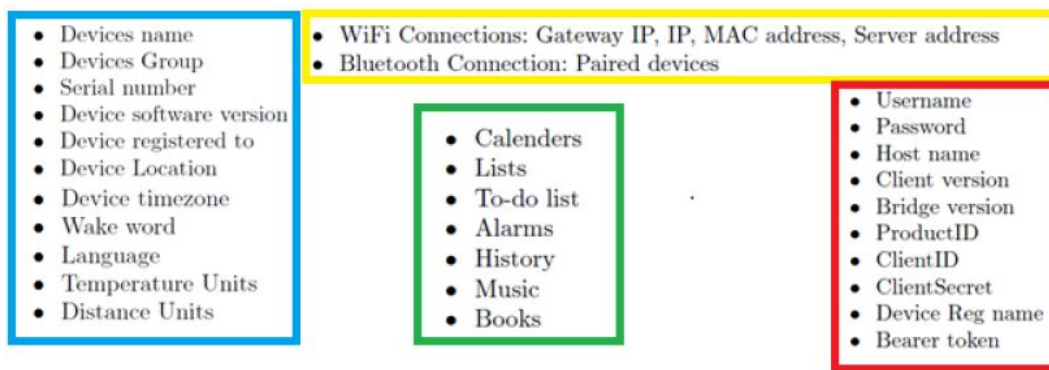 • Devices name
• Devices Group
• Serial number
• Device software version
• Device registered to
• Device Location
• Device timezone
• Wake word
• Language
• Temperature Units
• Distance Units
• WiFi Connections: Gateway IP, IP, MAC address, Server address
• Bluetooth Connection: Paired devices
• Calenders
• Lists
• To-do list
• Alarms
• History
• Music
• Books
• Username
• Password
• Host name
• Client version
• Bridge version
• ProductID
• ClientID
• ClientSecret
• Device Reg name
• Bearer token